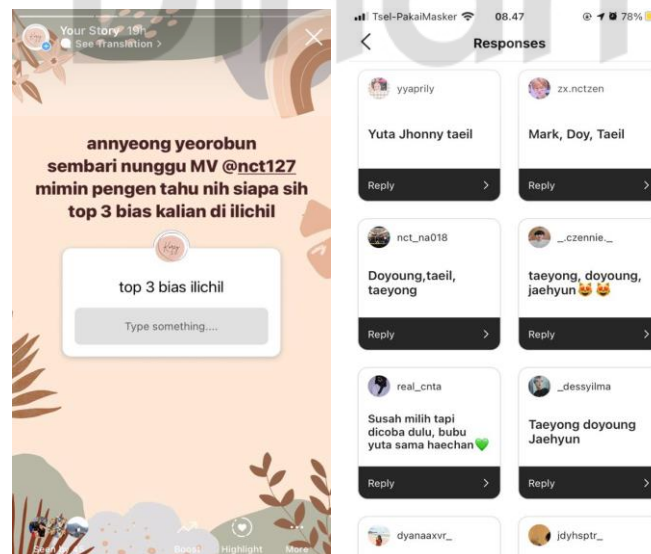 Your Story 19h
See Translation >
annyeong yeorobun
sembari nunggu MV @nct127
mimin pengen tahu nih siapa sih
top 3 bias kalian di ilichil
top 3 bias ilichil
Type something....
Boost
Highlight
More
Tsel-PakaiMasker
08.47
78%
Responses
yyaprily
Yuta Jhonny taeil
Reply
zx.nctzen
Mark, Doy, Taeil
Reply
nct_na018
Doyoung,taeil,
taeyong
Reply
_.czennie._
taeyong, doyoung,
jaehyun😻😻
Reply
real_cnta
Susah milih tapi
dicoba dulu, bubu
yuta sama haechan💚
Reply
_dessyilma
Taeyong doyoung
Jaehyun
Reply
dyanaaxvr_
jdyhsptr_